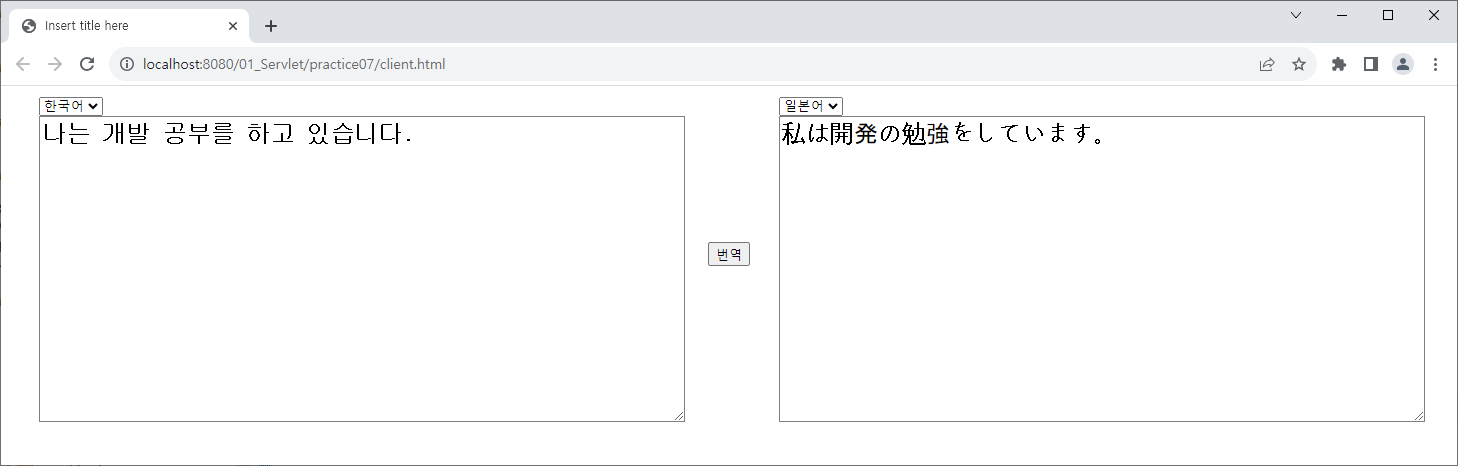 Insert title here
localhost:8080/01_Servlet/practice07/client.html
한국어
나는 개발 공부를 하고 있습니다.
번역
일본어
私は開発の勉強をしています。